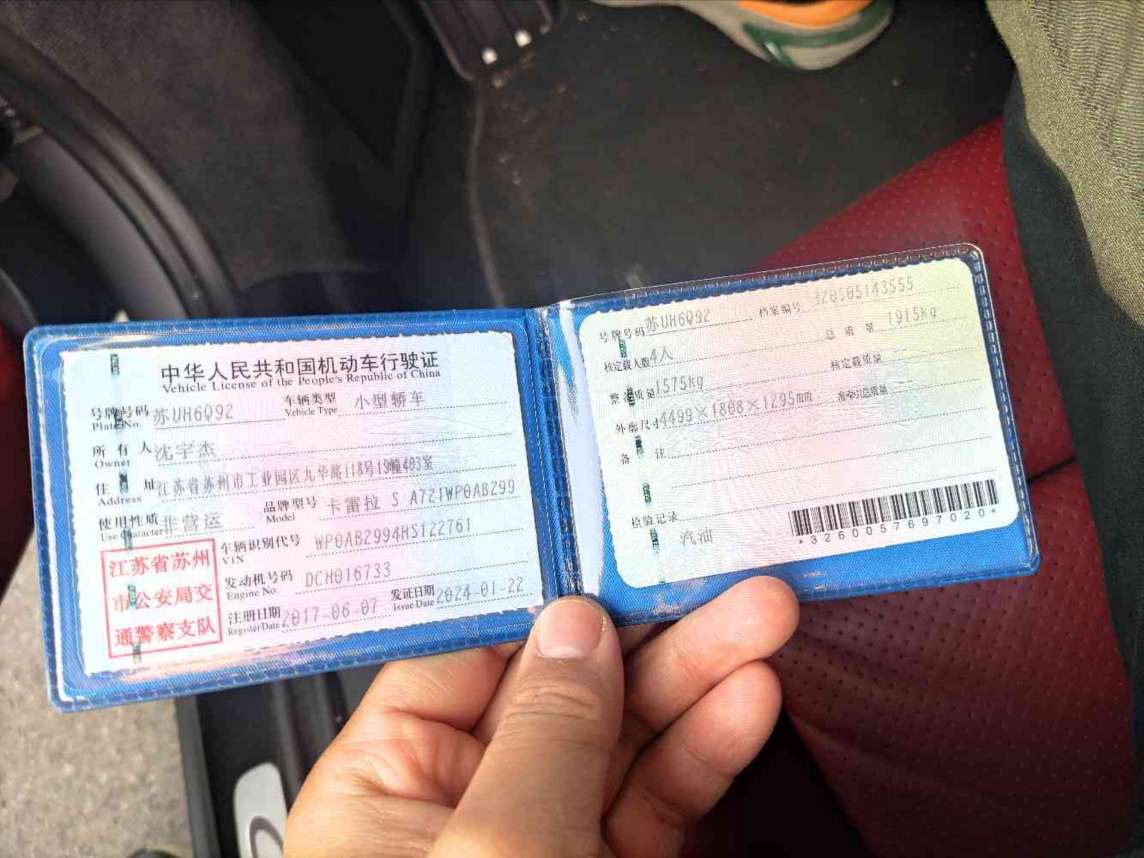 中华人民共和国机动车行驶证
Vehicle License of the People's Republic of China
号牌号码 苏UH6Q92 车辆类型 小型轿车
Plate No. Vehicle Type
所有人 沈宇杰
Owner
住址 江苏省苏州市工业园区九华路118号19幢403室
Address
使用性质 非营运 品牌型号 卡雷拉 S A721WP0AB299
Use Character Model
江苏省苏州
市公安局交
通警察支队
车辆识别代号 WP0AB2994HS122761
VIN
发动机号码 DCH016733
Engine No.
注册日期 2017-06-07 发证日期 2024-01-22
Register Date Issue Date
号牌号码 苏UH6Q92 档案编号 320505143555
核定载人数 4人 总质量 1915kg
整备质量 1575kg 核定载质量
外廓尺寸 4499×1808×1295mm 准牵引总质量
备注
检验记录
汽油
*3260057697020*